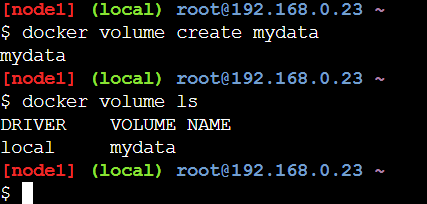 [node1] (local) root@192.168.0.23 ~
$ docker volume create mydata
mydata
[node1] (local) root@192.168.0.23 ~
$ docker volume ls
DRIVER    VOLUME NAME
local     mydata
[node1] (local) root@192.168.0.23 ~
$